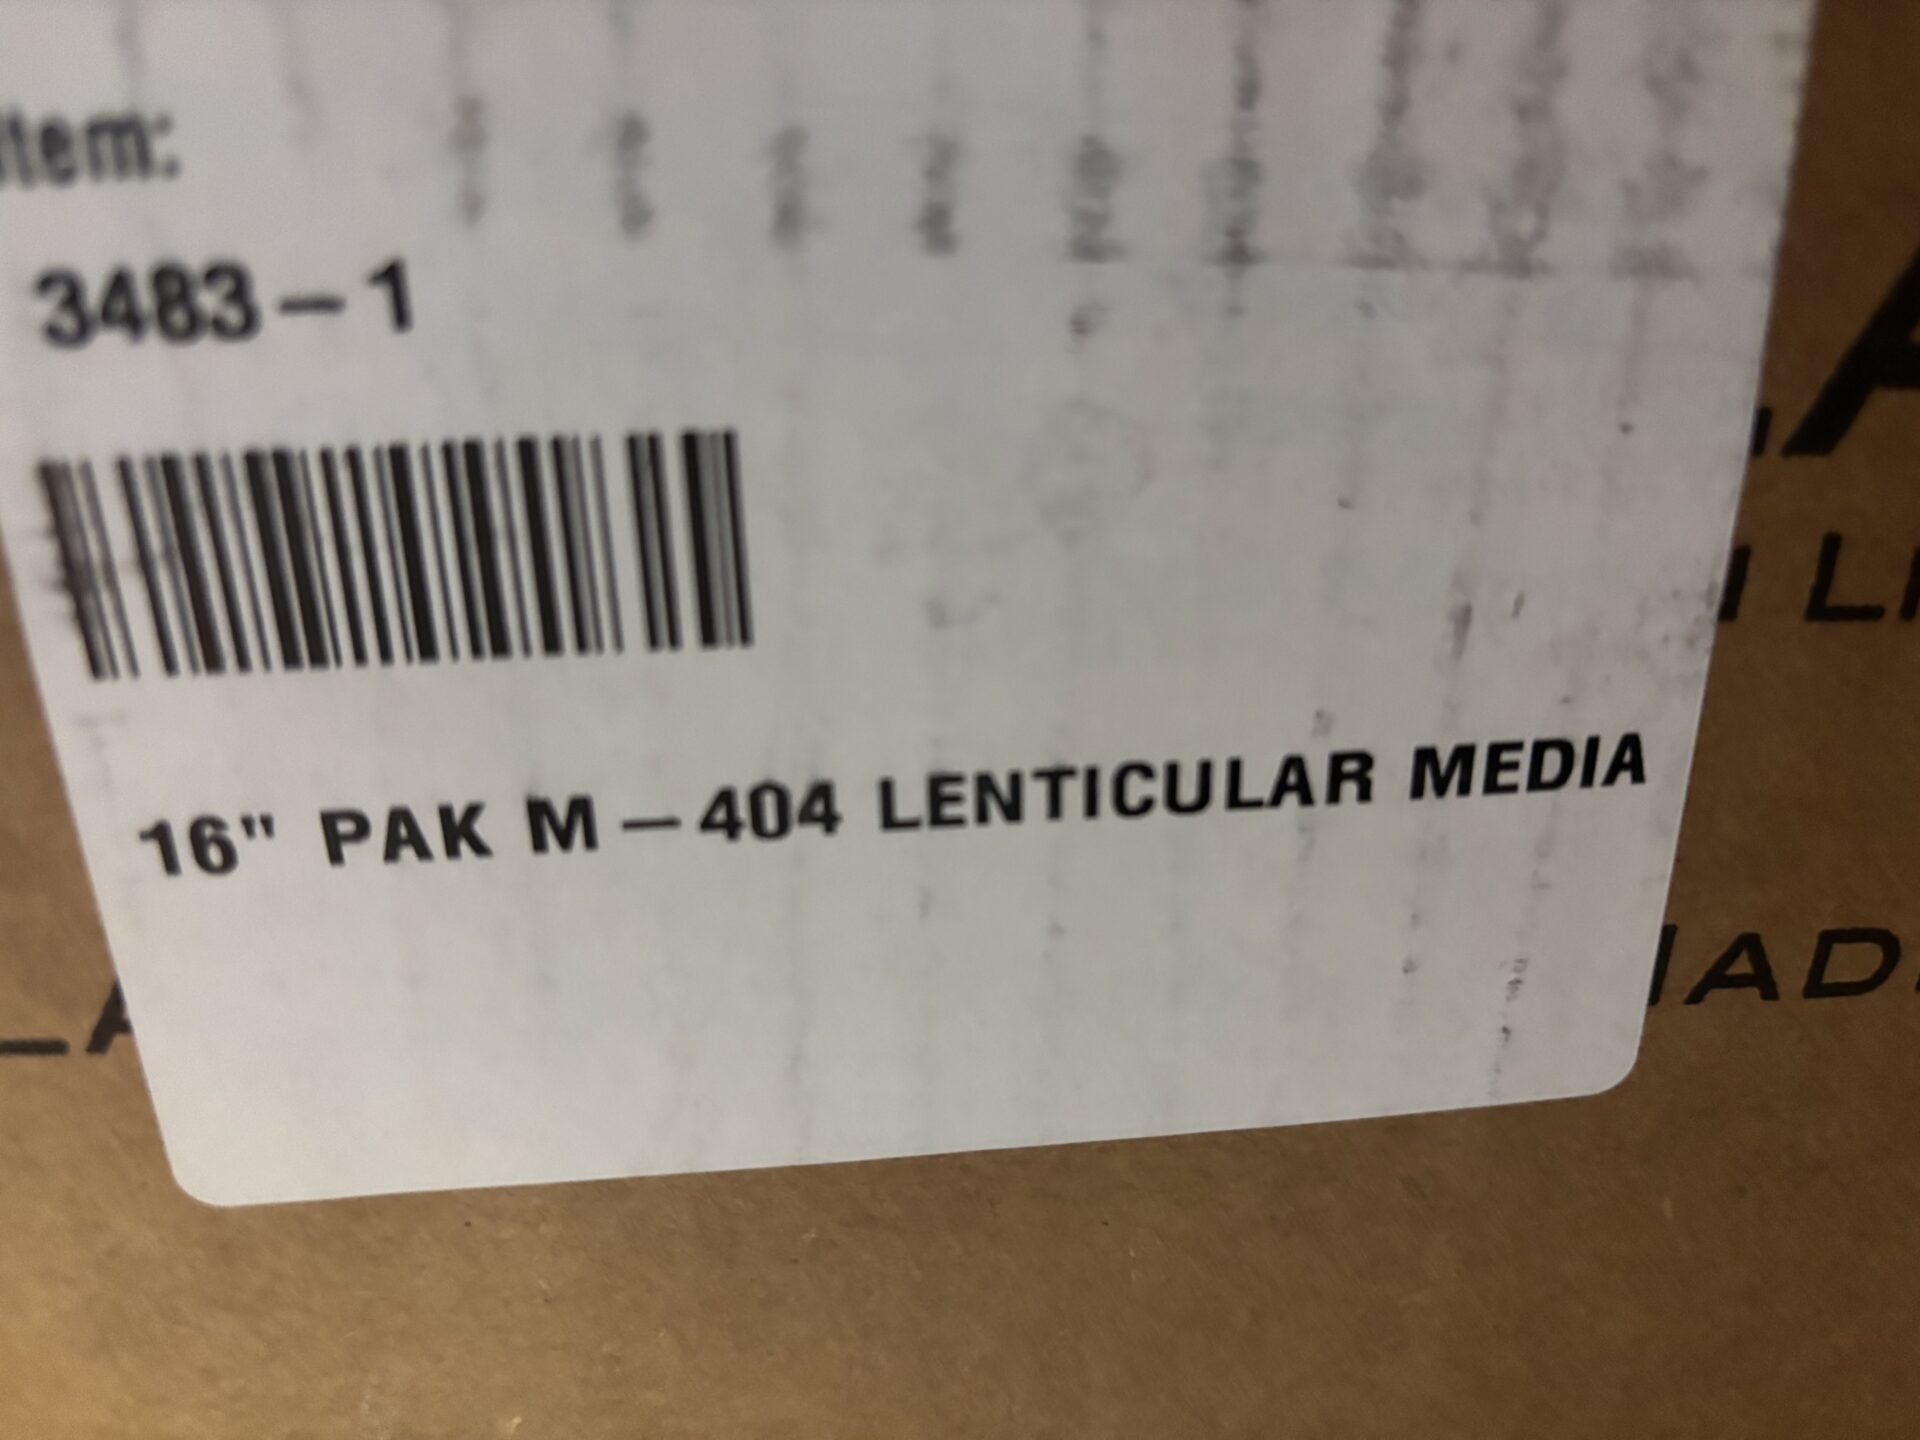 Item:
3483-1
16" PAK M-404 LENTICULAR MEDIA